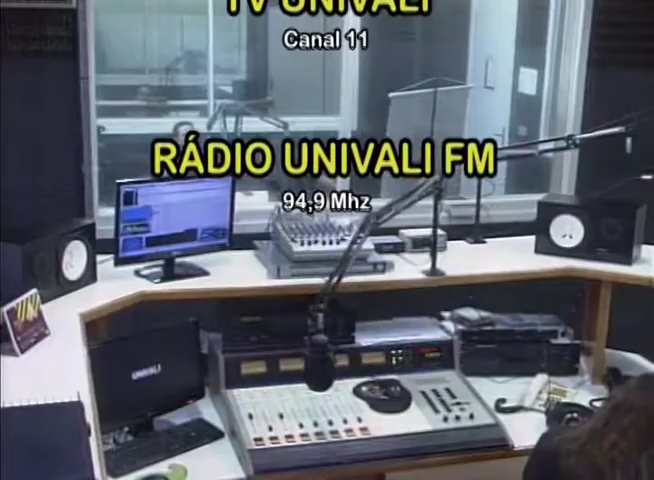 TV UNIVALI
Canal 11
RÁDIO UNIVALI FM
94,9 Mhz
UNIVALI